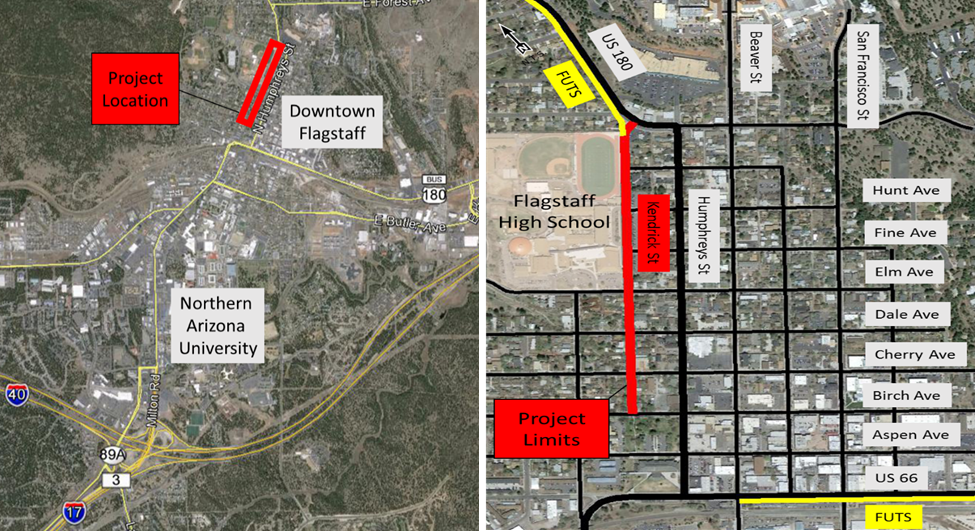 E Forest Av
Project
Location
N Humphreys St
Downtown
Flagstaff
BUS
180
E Butler Ave
Northern
Arizona
University
Milton Rd
40
89A
3
17
N
US 180
FUTS
Beaver St
San Francisco St
Flagstaff
High School
Kendrick St
Humphreys St
Hunt Ave
Fine Ave
Elm Ave
Dale Ave
Cherry Ave
Birch Ave
Aspen Ave
US 66
FUTS
Project
Limits